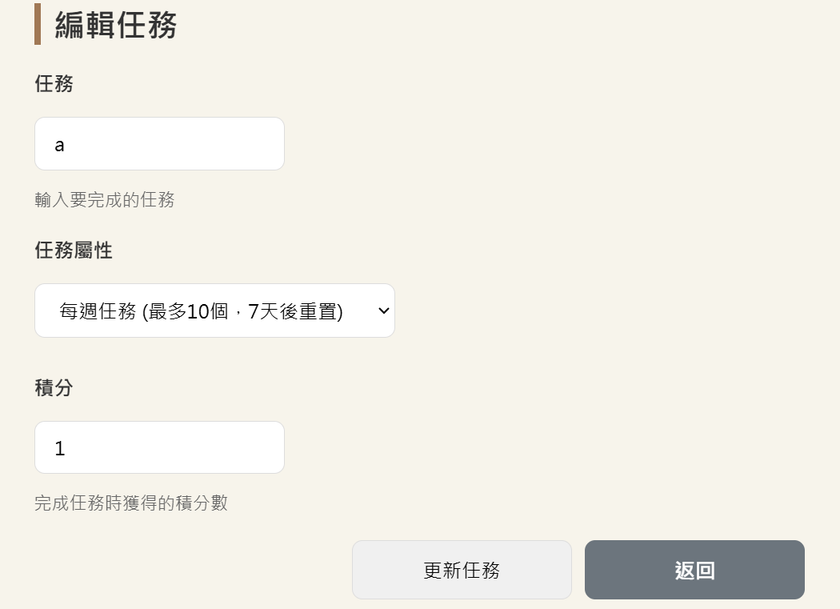 編輯任務
任務
a
輸入要完成的任務
任務屬性
每週任務 (最多10個，7天後重置)
積分
1
完成任務時獲得的積分數
更新任務
返回